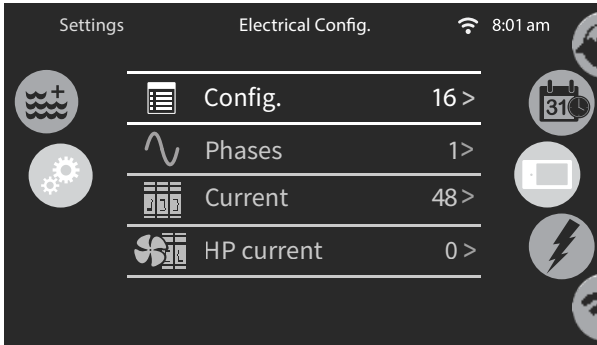 Settings Electrical Config. 8:01 am
Config. 16 >
31
Phases 1>
Current 48 >
HP current 0 >